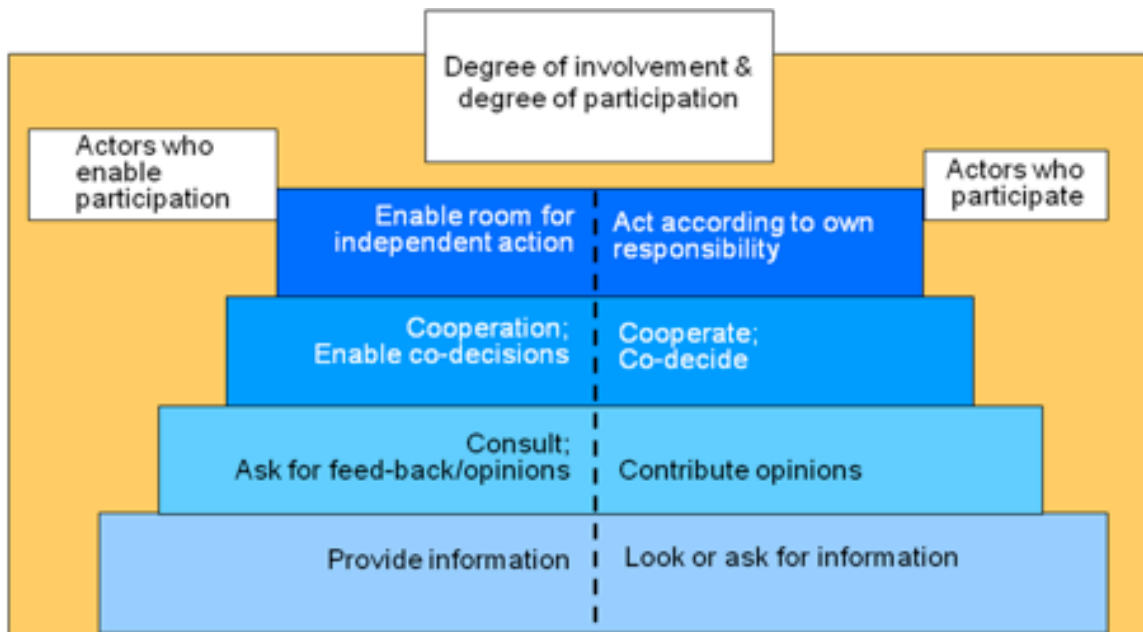 Degree of involvement &
degree of participation
Actors who
enable
participation
Actors who
participate
Enable room for
independent action
Act according to own
responsibility
Cooperation;
Enable co-decisions
Cooperate;
Co-decide
Consult;
Ask for feed-back/opinions
Contribute opinions
Provide information
Look or ask for information